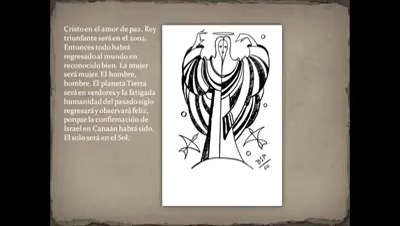 Cristo en el amor de paz. Rey
triunfante será en el 2002.
Entonces todo habrá
regresado al mundo en
reconocido bien. La mujer
será mujer. El hombre,
hombre. El planeta Tierra
será en verdores y la fatigada
humanidad del pasado siglo
regresará y observará feliz,
porque la confirmación de
Israel en Canaán habrá sido.
El solo será en el Sol.
BSP